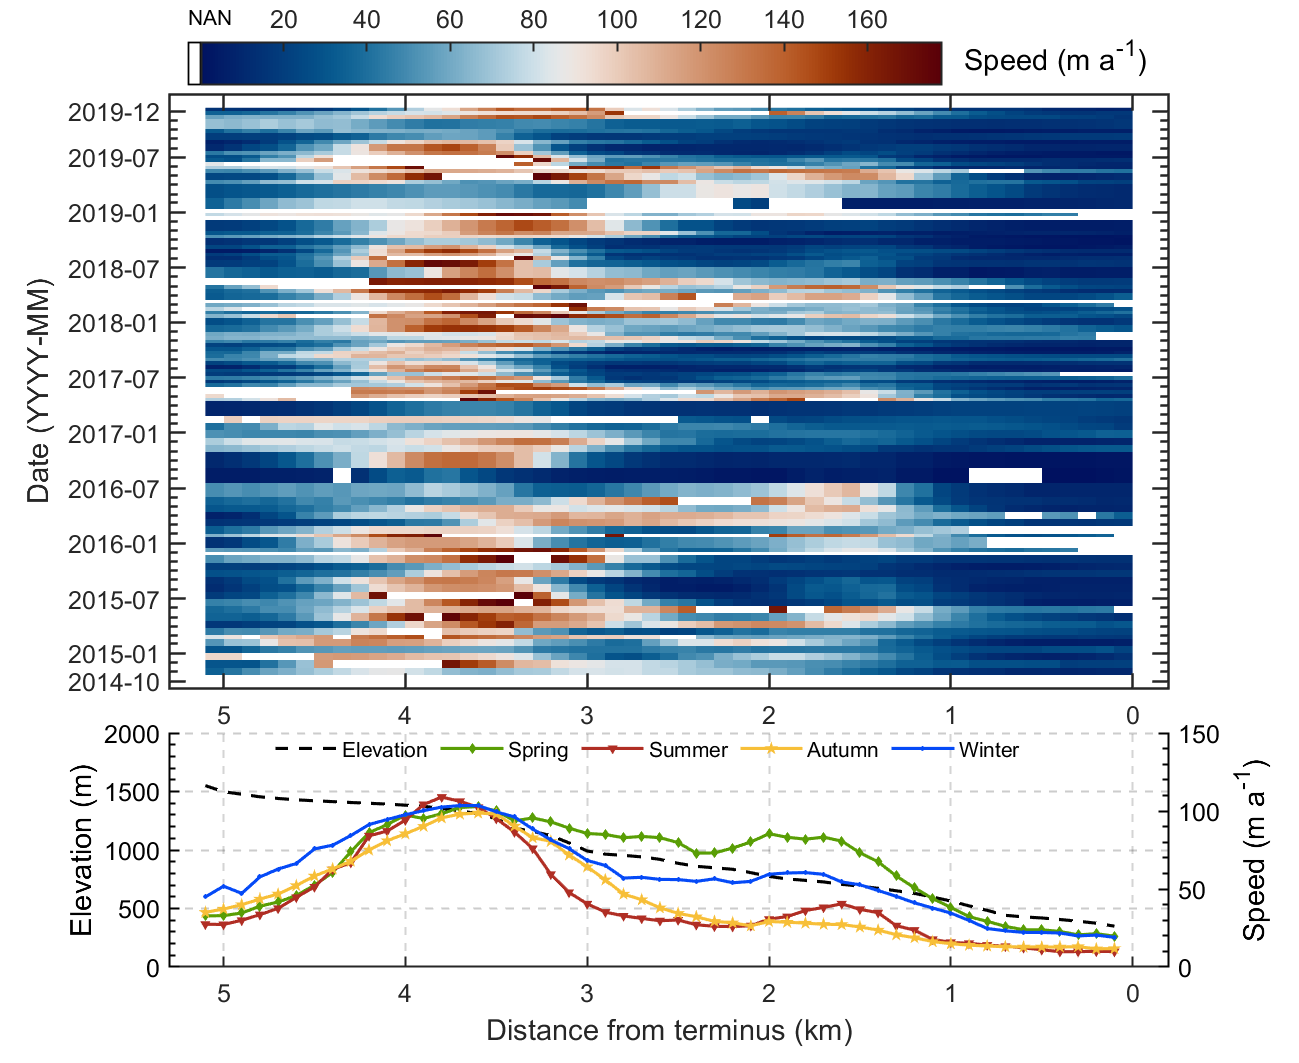 NAN 20 40 60 80 100 120 140 160
Speed (m a-1)
Date (YYYY-MM)
2019-12
2019-07
2019-01
2018-07
2018-01
2017-07
2017-01
2016-07
2016-01
2015-07
2015-01
2014-10
5 4 3 2 1 0
Elevation (m)
2000
1500
1000
500
0
Elevation Spring Summer Autumn Winter
150
100
50
0
Speed (m a-1)
5 4 3 2 1 0
Distance from terminus (km)